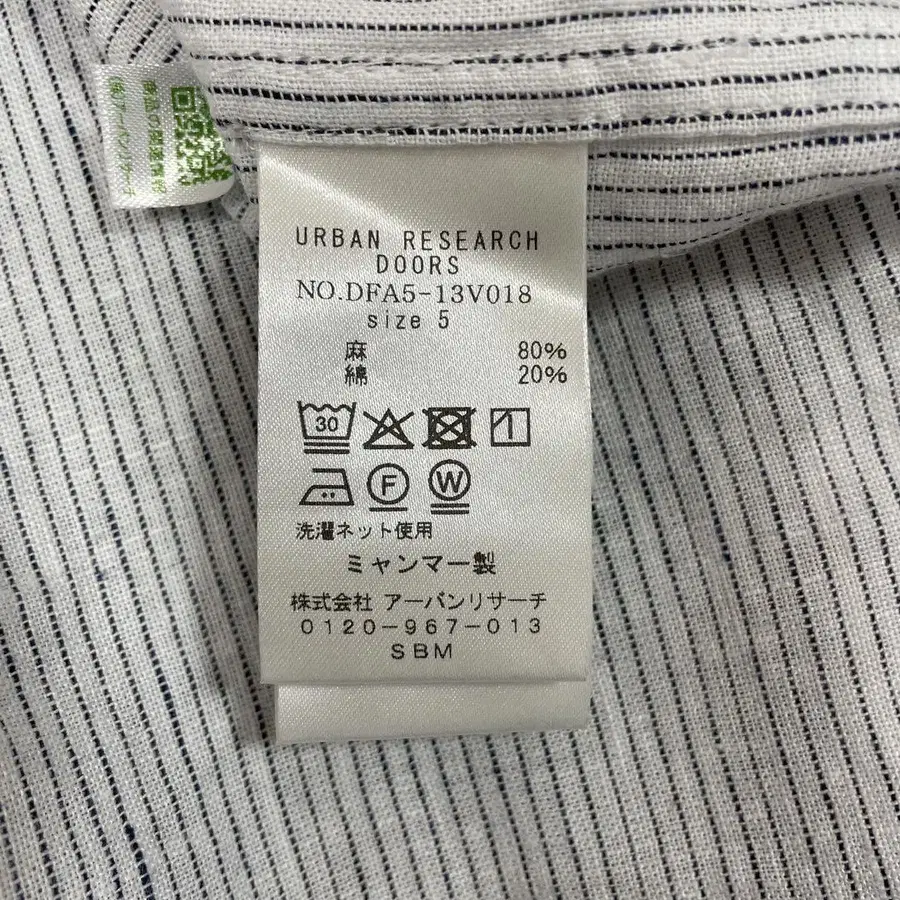 URBAN RESEARCH
DOORS
NO.DFA5-13V018
size 5
麻 80%
綿 20%
30
F W
洗濯ネット使用
ミャンマー製
株式会社 アーバンリサーチ
0120-967-013
SBM